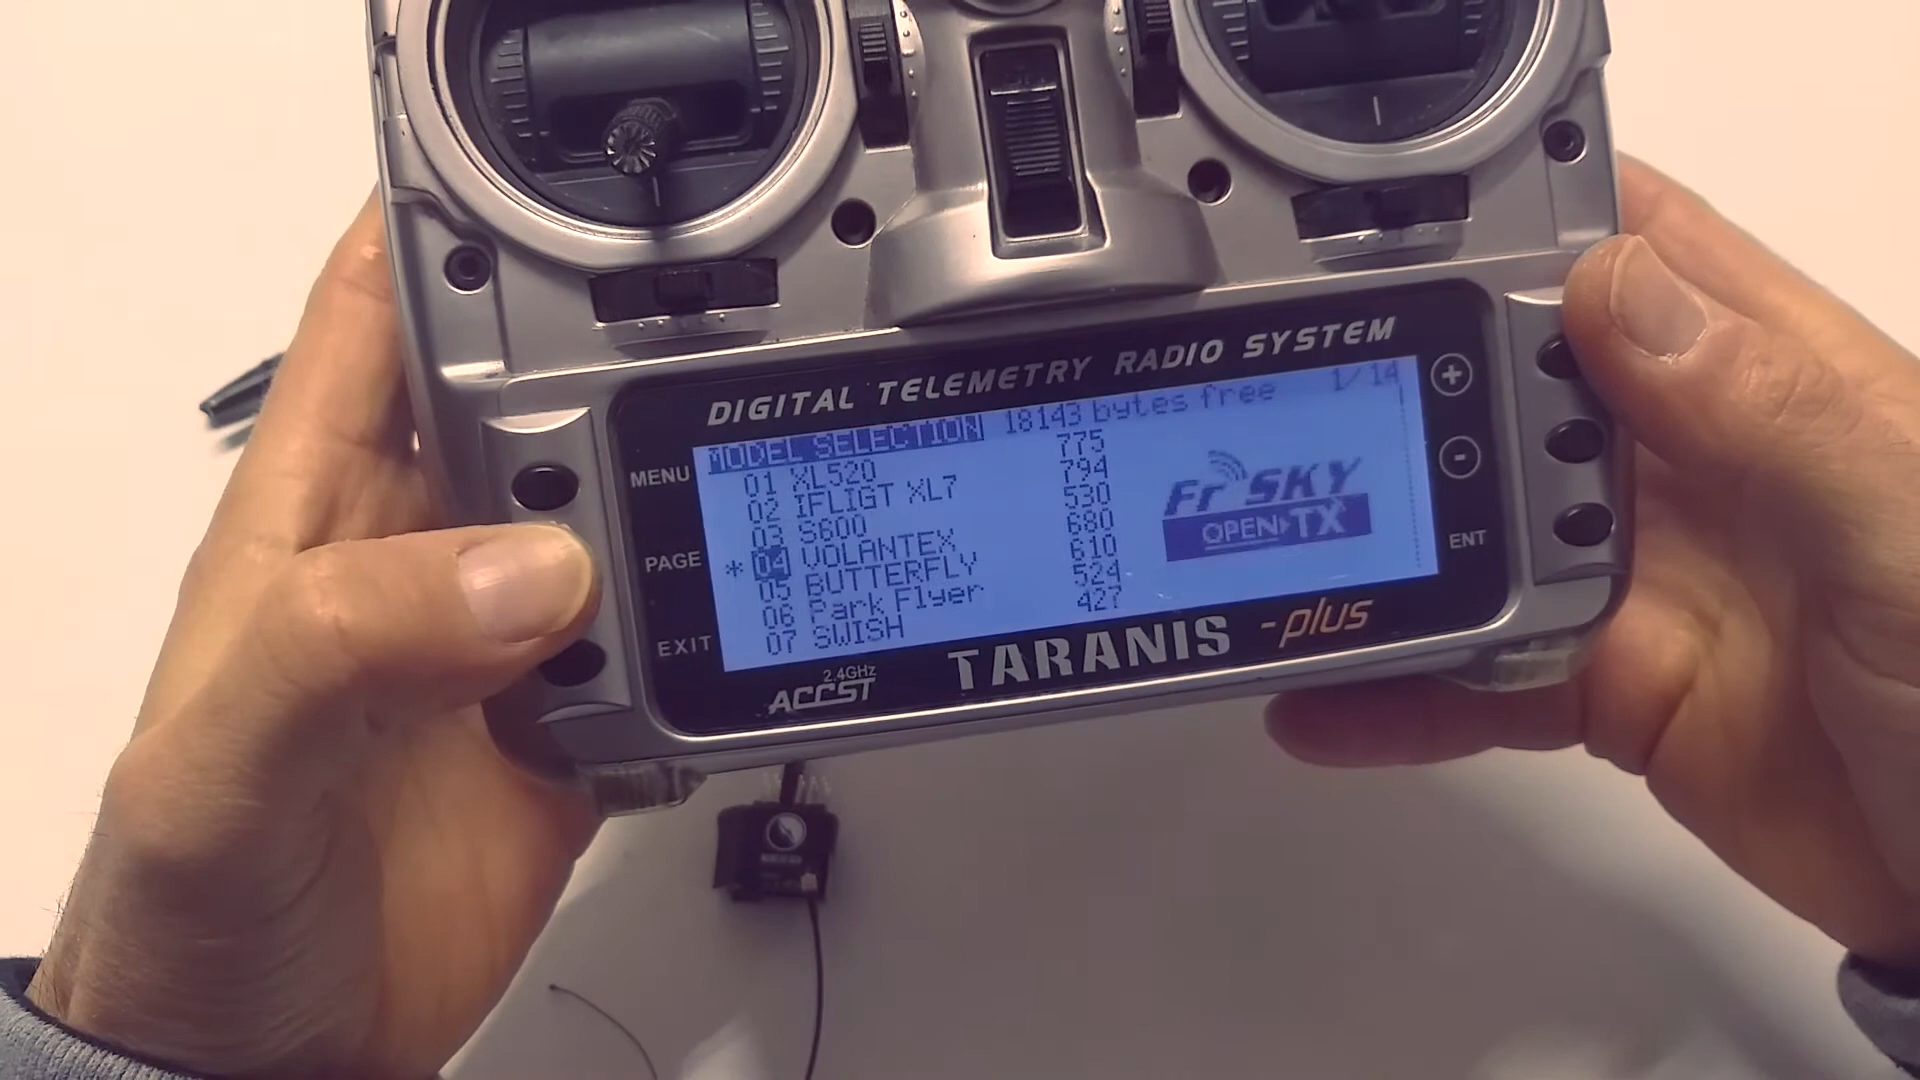 DIGITAL TELEMETRY RADIO SYSTEM
MODEL SELECTION 18143 bytes free 1/14
01 XL520 775
02 IFLIGT XL7 794
03 S600 530
* 04 VOLANTEX 680
05 BUTTERFLY 610
06 Park Flyer 524
07 SWISH 427
FrSKY
OPEN TX
MENU
PAGE
EXIT
+
-
ENT
2.4GHz
ACCST
TARANIS -plus